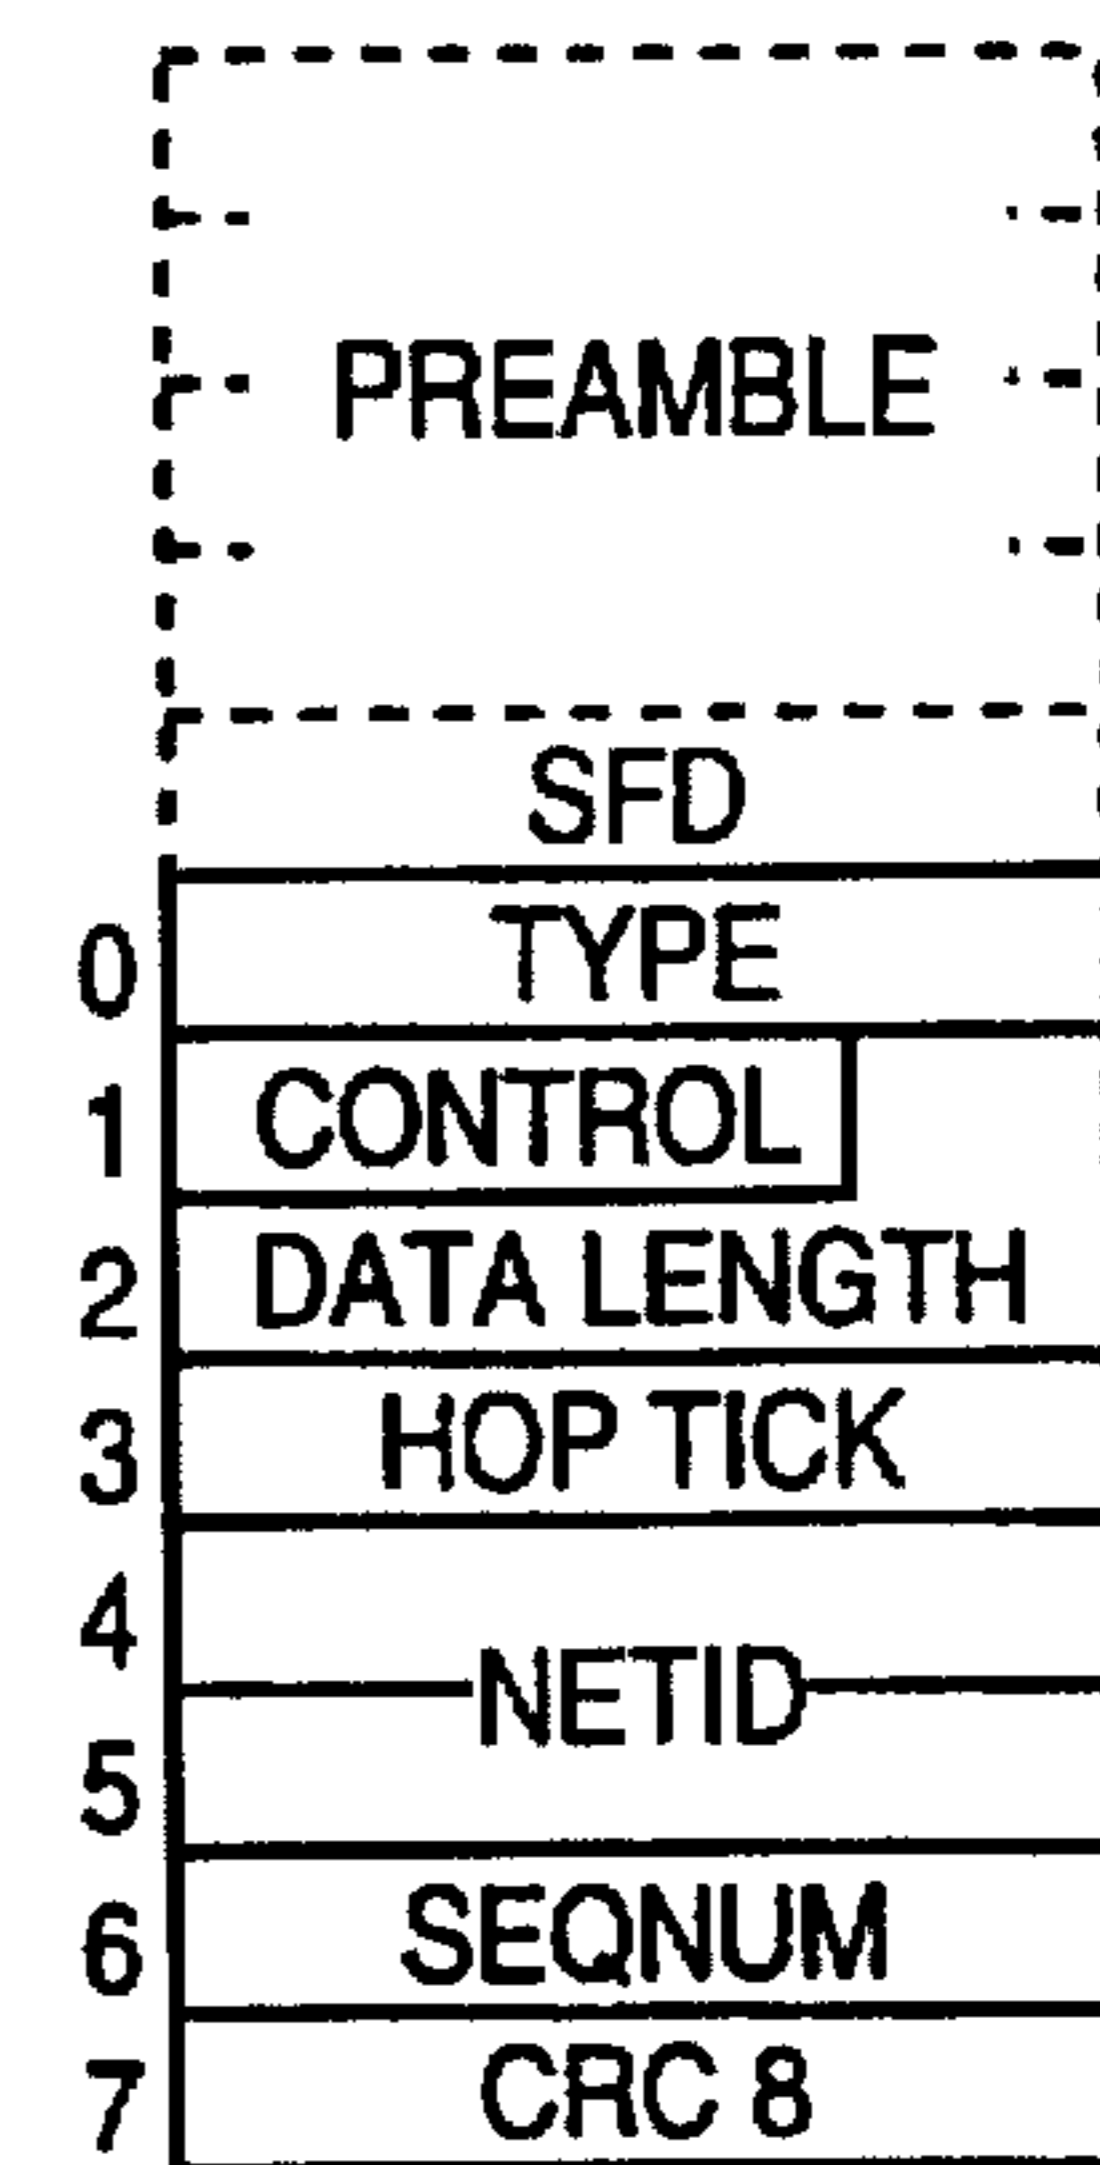 PREAMBLE
SFD
0 TYPE
1 CONTROL
2 DATA LENGTH
3 HOP TICK
4
NETID
5
6 SEQNUM
7 CRC 8